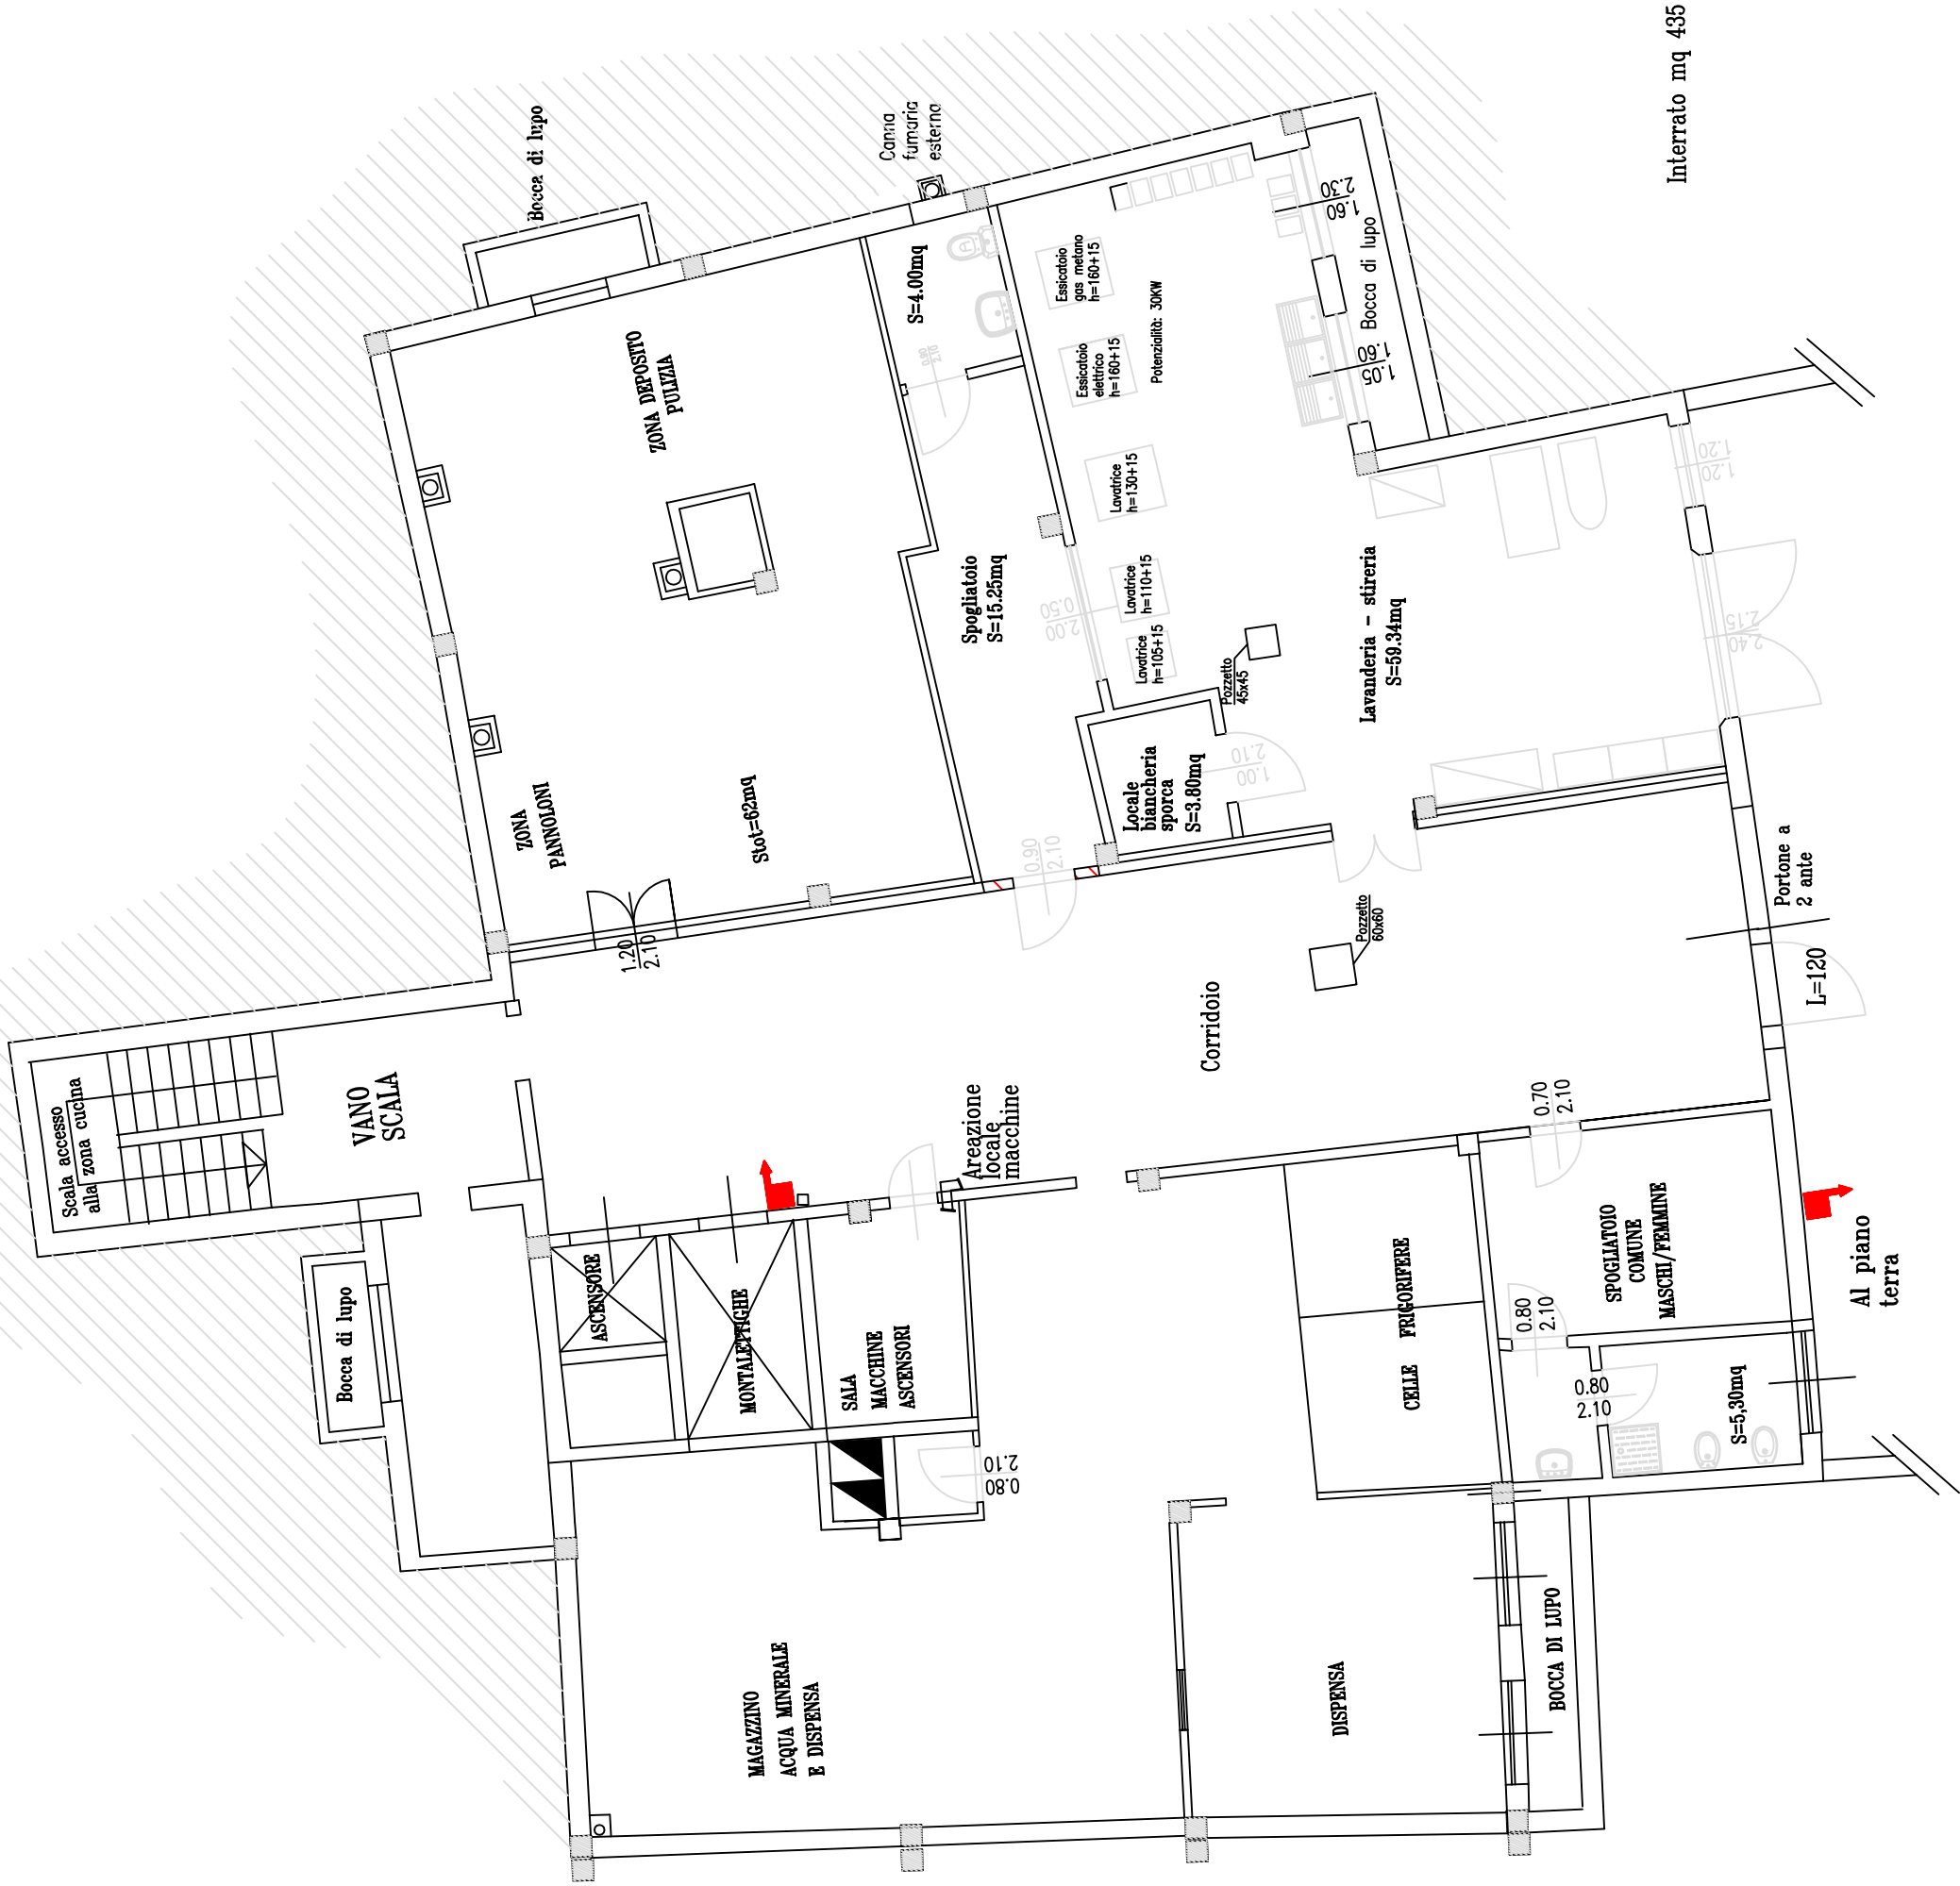 Interrato mq 435
Bocca di lupo
Canna
fumaria
esterna
ZONA DEPOSITO
PULIZIA
S=4.00mq
0.90
2.10
Essicatoio
gas metano
h=160+15
Essicatoio
elettrico
h=160+15
Potenzialità: 30KW
2.30
1.60
Bocca di lupo
1.60
1.05
Lavatrice
h=130+15
Lavatrice
h=110+15
Lavatrice
h=105+15
1.20
1.20
Spogliatoio
S=15.25mq
0.50
2.00
Pozzetto
45x45
Lavanderia - stireria
S=59.34mq
2.15
2.40
ZONA
PANNOLONI
Stot=62mq
Locale
biancheria
sporca
S=3.80mq
2.10
1.00
1.20
2.10
0.90
2.10
Pozzetto
60x60
Portone a
2 ante
L=120
Corridoio
Scala accesso
alla zona cucina
VANO
SCALA
Areazione
locale
macchine
0.70
2.10
Bocca di lupo
ASCENSORE
MONTALETTIGHE
SALA
MACCHINE
ASCENSORI
CELLE FRIGORIFERE
SPOGLIATOIO
COMUNE
MASCHI/FEMMINE
0.80
2.10
0.80
2.10
S=5,30mq
Al piano
terra
2.10
0.80
MAGAZZINO
ACQUA MINERALE
E DISPENSA
DISPENSA
BOCCA DI LUPO